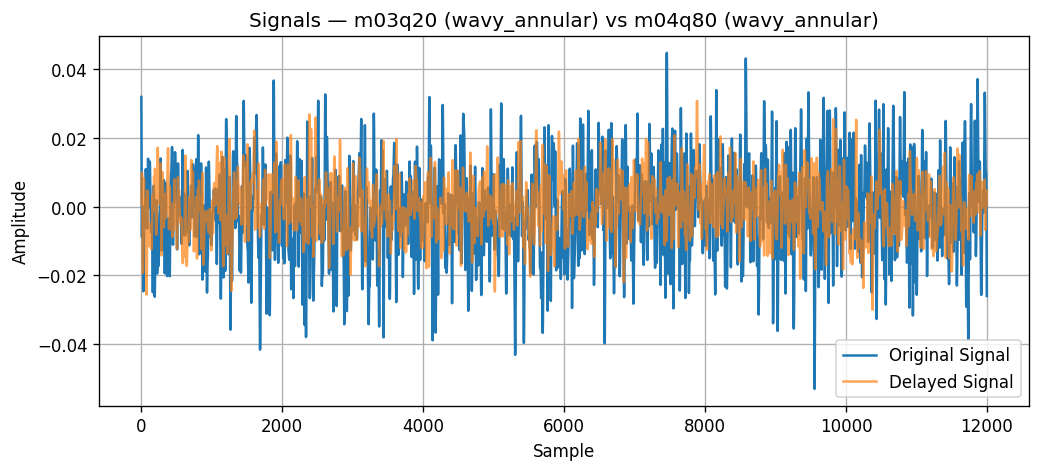 Signals — m03q20 (wavy_annular) vs m04q80 (wavy_annular)
0.04
0.02
0.00
−0.02
−0.04
Amplitude
Original Signal
Delayed Signal
0 2000 4000 6000 8000 10000 12000
Sample